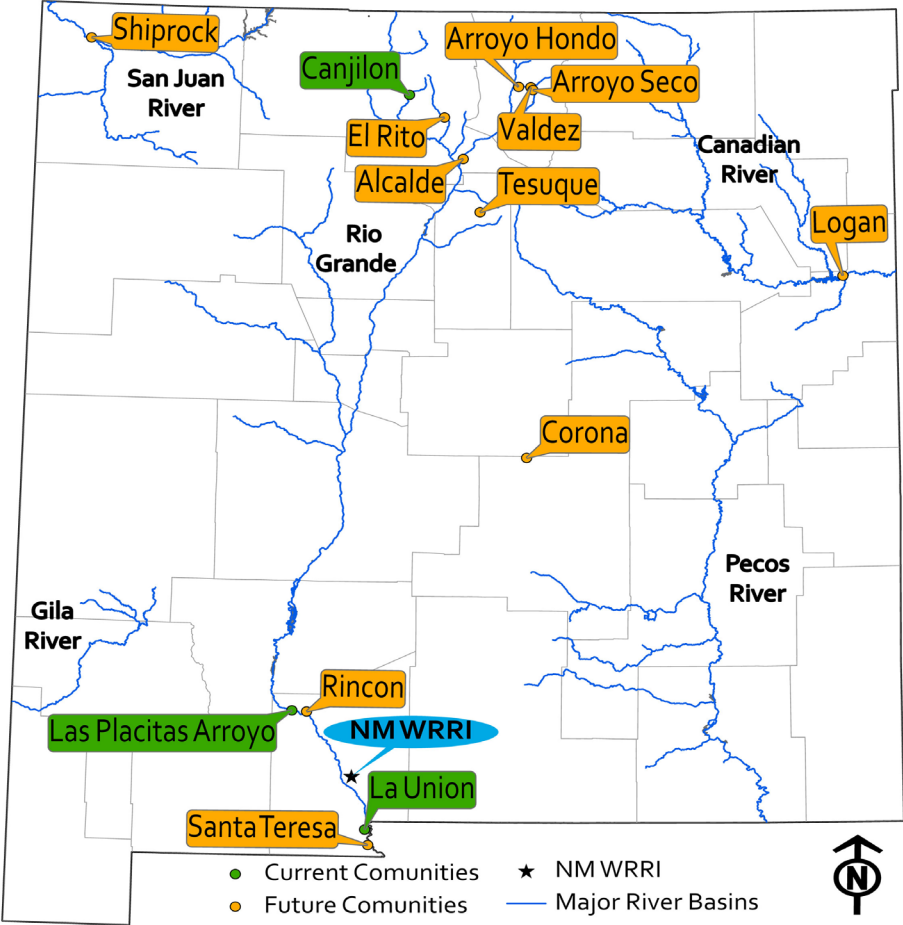 Shiprock
Arroyo Hondo
Canjilon
San Juan
River
Arroyo Seco
El Rito
Valdez
Canadian
River
Alcalde
Tesuque
Logan
Rio
Grande
Corona
Pecos
River
Gila
River
Rincon
Las Placitas Arroyo
NM WRRI
La Union
Santa Teresa
Current Comunities
NM WRRI
Future Comunities
Major River Basins
N